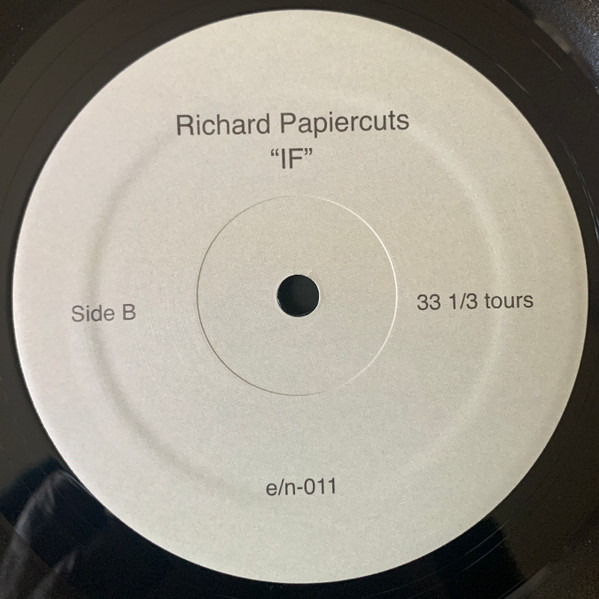 Richard Papiercuts
“IF”
Side B
33 1/3 tours
e/n-011